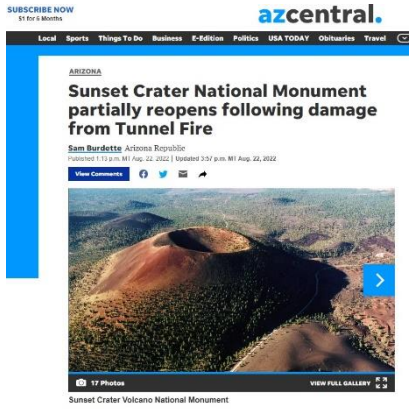 SUBSCRIBE NOW
$1 for 6 Months
azcentral.
Local Sports Things To Do Business E-Edition Politics USA TODAY Obituaries Travel
ARIZONA
Sunset Crater National Monument
partially reopens following damage
from Tunnel Fire
Sam Burdette Arizona Republic
Published 1:13 p.m. MT Aug. 22, 2022 | Updated 3:57 p.m. MT Aug. 22, 2022
View Comments
17 Photos
VIEW FULL GALLERY
Sunset Crater Volcano National Monument